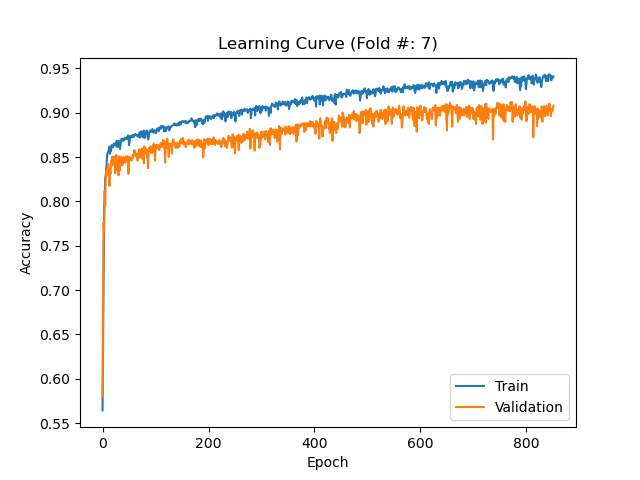 Learning Curve (Fold #: 7)
0.95
0.90
0.85
0.80
0.75
0.70
0.65
0.60
0.55
Accuracy
0 200 400 600 800
Epoch
Train
Validation